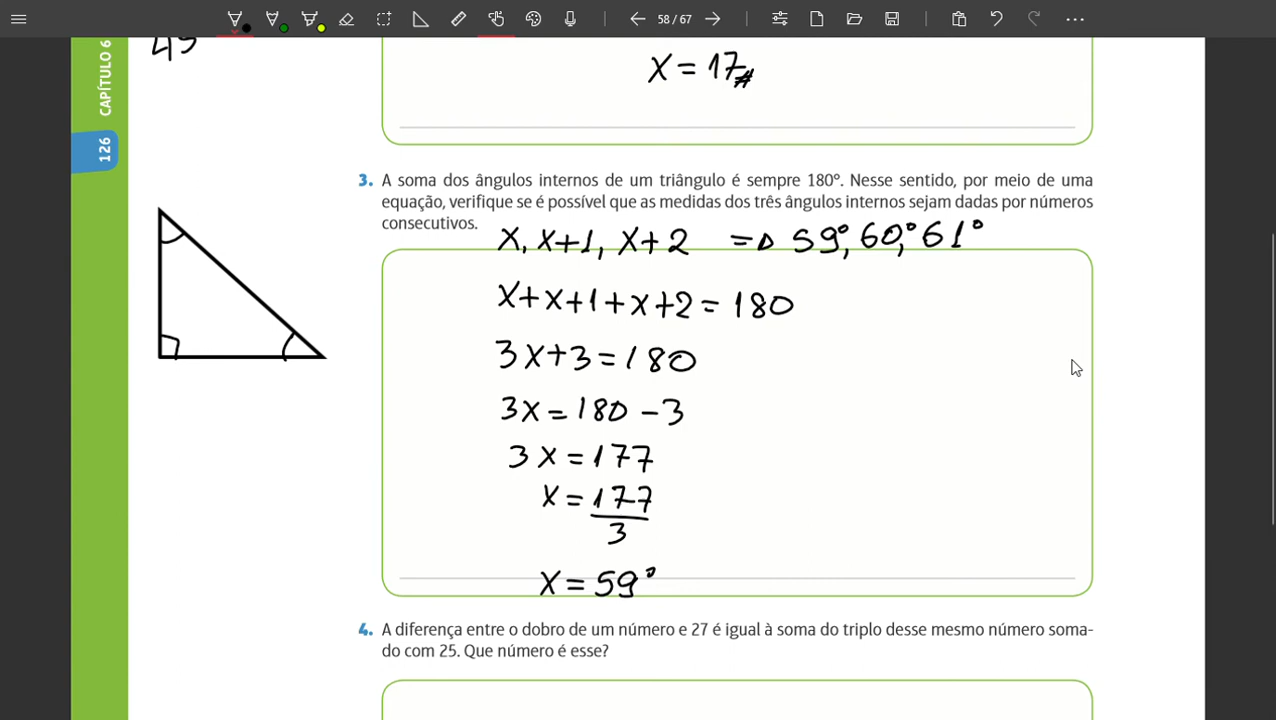 58 / 67
CAPÍTULO 6
126
45
X = 17
3. A soma dos ângulos internos de um triângulo é sempre 180º. Nesse sentido, por meio de uma
equação, verifique se é possível que as medidas dos três ângulos internos sejam dadas por números
consecutivos.
X, X+1, X+2 => 59°, 60°, 61°
X+X+1+X+2=180
3X+3=180
3X=180-3
3X=177
X=177/3
X=59°
4. A diferença entre o dobro de um número e 27 é igual à soma do triplo desse mesmo número soma-
do com 25. Que número é esse?